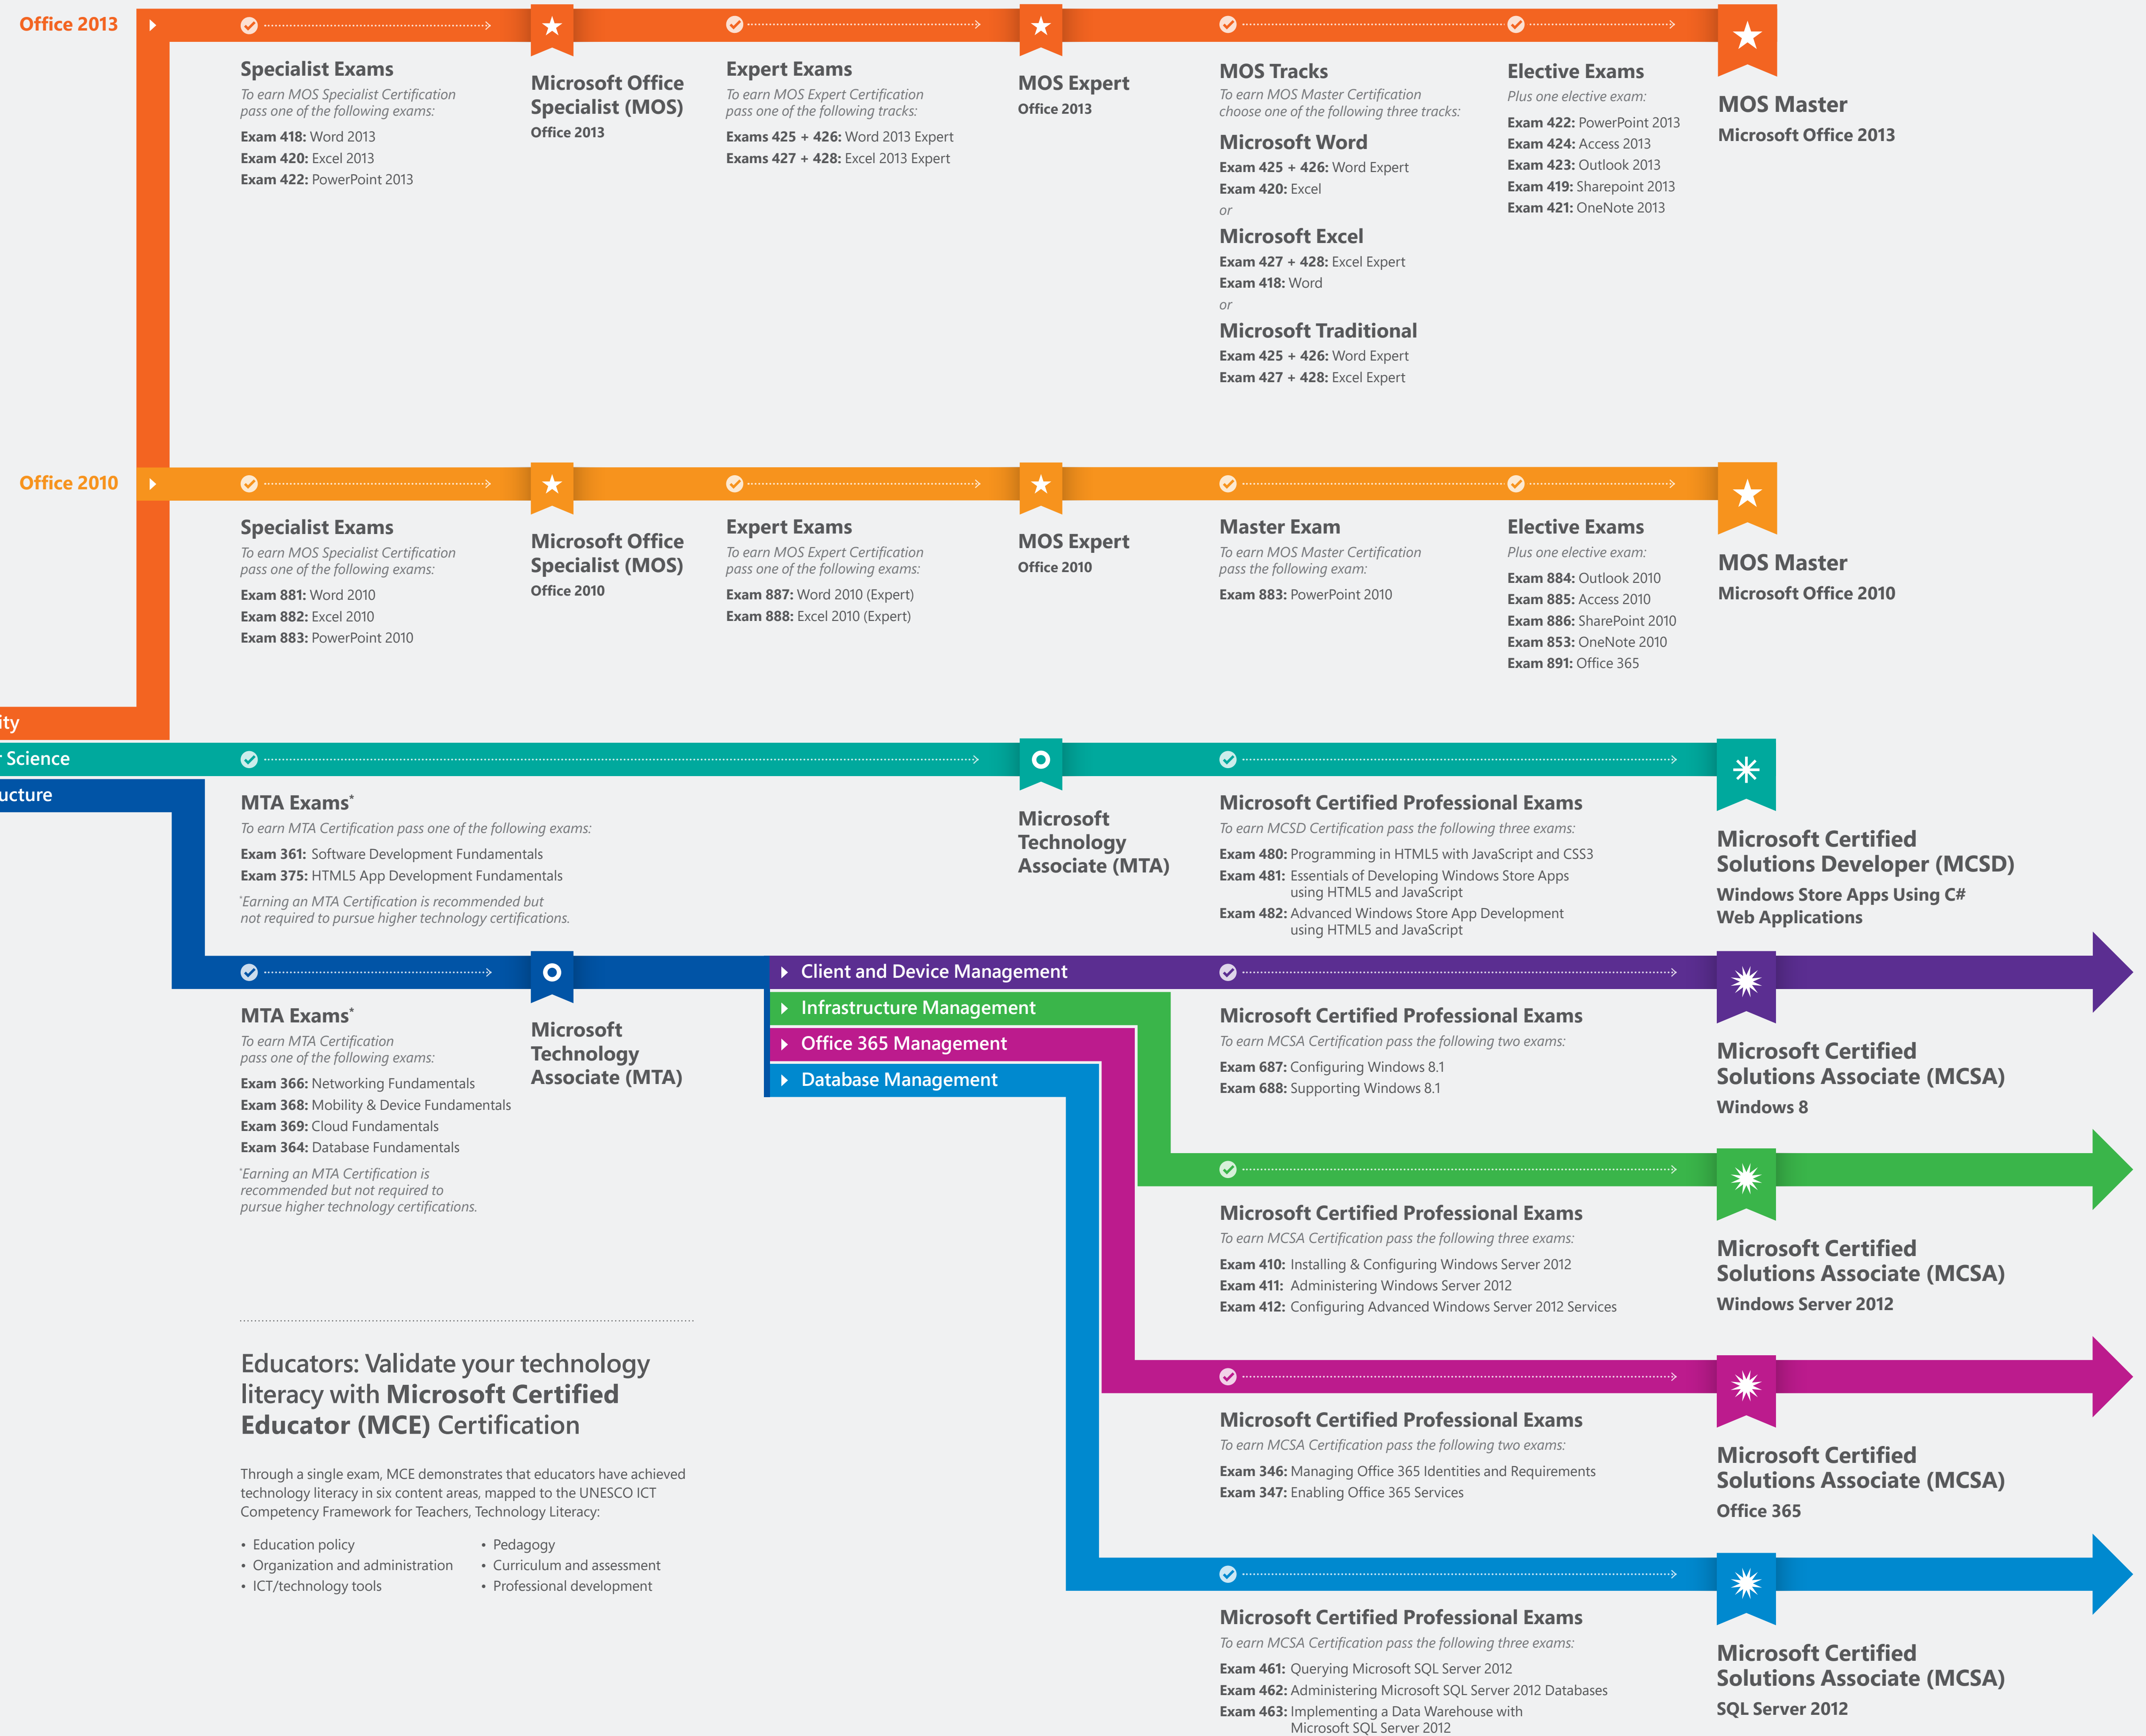 Office 2013
Specialist Exams
To earn MOS Specialist Certification
pass one of the following exams:
Exam 418: Word 2013
Exam 420: Excel 2013
Exam 422: PowerPoint 2013
Microsoft Office
Specialist (MOS)
Office 2013
Expert Exams
To earn MOS Expert Certification
pass one of the following tracks:
Exams 425 + 426: Word 2013 Expert
Exams 427 + 428: Excel 2013 Expert
MOS Expert
Office 2013
MOS Tracks
To earn MOS Master Certification
choose one of the following three tracks:
Microsoft Word
Exam 425 + 426: Word Expert
Exam 420: Excel
or
Microsoft Excel
Exam 427 + 428: Excel Expert
Exam 418: Word
or
Microsoft Traditional
Exam 425 + 426: Word Expert
Exam 427 + 428: Excel Expert
Elective Exams
Plus one elective exam:
Exam 422: PowerPoint 2013
Exam 424: Access 2013
Exam 423: Outlook 2013
Exam 419: Sharepoint 2013
Exam 421: OneNote 2013
MOS Master
Microsoft Office 2013
Office 2010
Specialist Exams
To earn MOS Specialist Certification
pass one of the following exams:
Exam 881: Word 2010
Exam 882: Excel 2010
Exam 883: PowerPoint 2010
Microsoft Office
Specialist (MOS)
Office 2010
Expert Exams
To earn MOS Expert Certification
pass one of the following exams:
Exam 887: Word 2010 (Expert)
Exam 888: Excel 2010 (Expert)
MOS Expert
Office 2010
Master Exam
To earn MOS Master Certification
pass the following exam:
Exam 883: PowerPoint 2010
Elective Exams
Plus one elective exam:
Exam 884: Outlook 2010
Exam 885: Access 2010
Exam 886: SharePoint 2010
Exam 853: OneNote 2010
Exam 891: Office 365
MOS Master
Microsoft Office 2010
ity
r Science
ucture
MTA Exams*
To earn MTA Certification pass one of the following exams:
Exam 361: Software Development Fundamentals
Exam 375: HTML5 App Development Fundamentals
*Earning an MTA Certification is recommended but
not required to pursue higher technology certifications.
Microsoft
Technology
Associate (MTA)
Microsoft Certified Professional Exams
To earn MCSD Certification pass the following three exams:
Exam 480: Programming in HTML5 with JavaScript and CSS3
Exam 481: Essentials of Developing Windows Store Apps
using HTML5 and JavaScript
Exam 482: Advanced Windows Store App Development
using HTML5 and JavaScript
Microsoft Certified
Solutions Developer (MCSD)
Windows Store Apps Using C#
Web Applications
MTA Exams*
To earn MTA Certification
pass one of the following exams:
Exam 366: Networking Fundamentals
Exam 368: Mobility & Device Fundamentals
Exam 369: Cloud Fundamentals
Exam 364: Database Fundamentals
*Earning an MTA Certification is
recommended but not required to
pursue higher technology certifications.
Microsoft
Technology
Associate (MTA)
Client and Device Management
Infrastructure Management
Office 365 Management
Database Management
Microsoft Certified Professional Exams
To earn MCSA Certification pass the following two exams:
Exam 687: Configuring Windows 8.1
Exam 688: Supporting Windows 8.1
Microsoft Certified
Solutions Associate (MCSA)
Windows 8
Microsoft Certified Professional Exams
To earn MCSA Certification pass the following three exams:
Exam 410: Installing & Configuring Windows Server 2012
Exam 411: Administering Windows Server 2012
Exam 412: Configuring Advanced Windows Server 2012 Services
Microsoft Certified
Solutions Associate (MCSA)
Windows Server 2012
Educators: Validate your technology
literacy with Microsoft Certified
Educator (MCE) Certification
Through a single exam, MCE demonstrates that educators have achieved
technology literacy in six content areas, mapped to the UNESCO ICT
Competency Framework for Teachers, Technology Literacy:
• Education policy
• Organization and administration
• ICT/technology tools
• Pedagogy
• Curriculum and assessment
• Professional development
Microsoft Certified Professional Exams
To earn MCSA Certification pass the following two exams:
Exam 346: Managing Office 365 Identities and Requirements
Exam 347: Enabling Office 365 Services
Microsoft Certified
Solutions Associate (MCSA)
Office 365
Microsoft Certified Professional Exams
To earn MCSA Certification pass the following three exams:
Exam 461: Querying Microsoft SQL Server 2012
Exam 462: Administering Microsoft SQL Server 2012 Databases
Exam 463: Implementing a Data Warehouse with
Microsoft SQL Server 2012
Microsoft Certified
Solutions Associate (MCSA)
SQL Server 2012